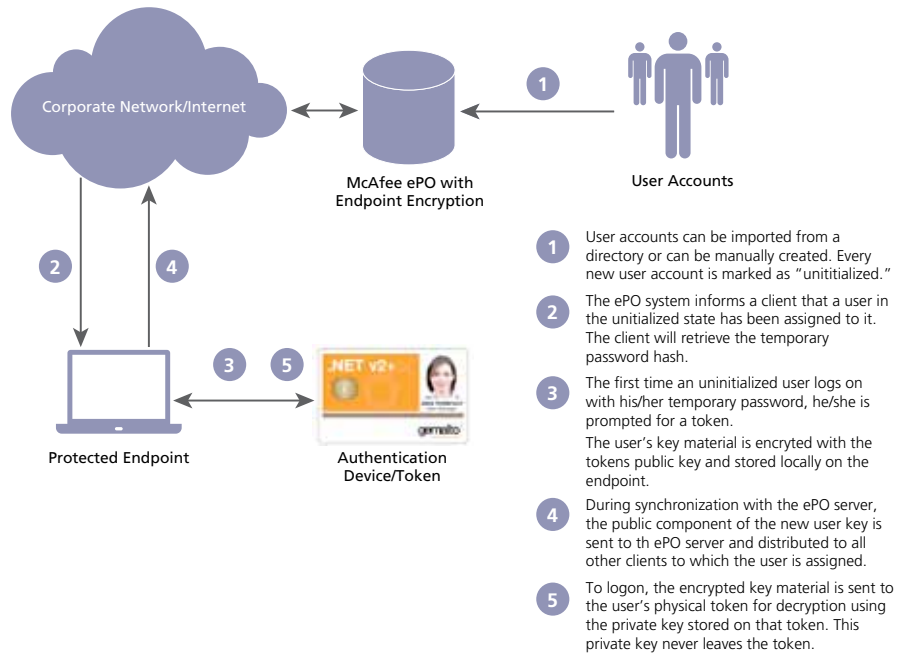 Corporate Network/Internet
1
McAfee ePO with
Endpoint Encryption
User Accounts
2
4
3
5
.NET v2+
gemalto
Protected Endpoint
Authentication
Device/Token
1
User accounts can be imported from a
directory or can be manually created. Every
new user account is marked as “unititialized.”
2
The ePO system informs a client that a user in
the unitialized state has been assigned to it.
The client will retrieve the temporary
password hash.
3
The first time an uninitialized user logs on
with his/her temporary password, he/she is
prompted for a token.
The user’s key material is encryted with the
tokens public key and stored locally on the
endpoint.
4
During synchronization with the ePO server,
the public component of the new user key is
sent to th ePO server and distributed to all
other clients to which the user is assigned.
5
To logon, the encrypted key material is sent to
the user’s physical token for decryption using
the private key stored on that token. This
private key never leaves the token.